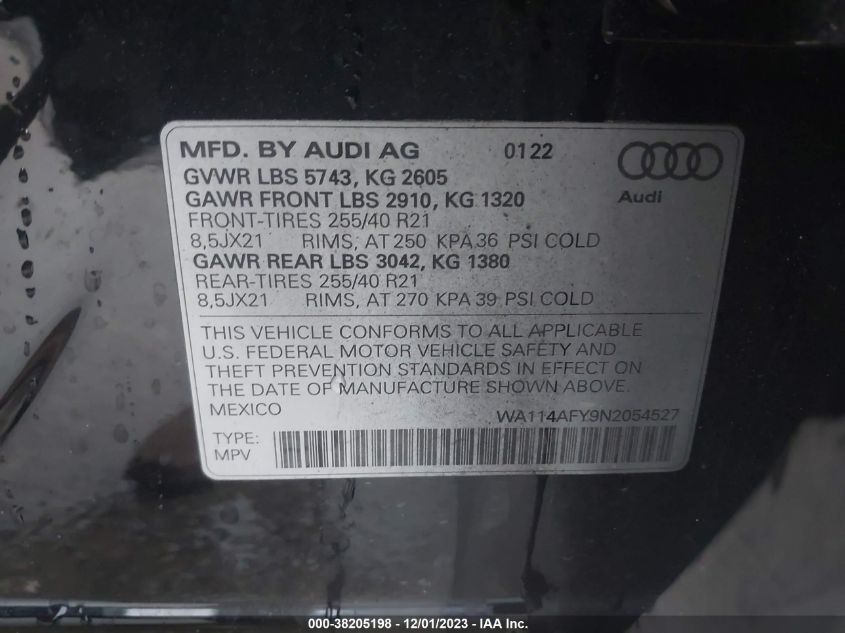 MFD. BY AUDI AG 0122
GVWR LBS 5743, KG 2605
GAWR FRONT LBS 2910, KG 1320
Audi
FRONT-TIRES 255/40 R21
8,5JX21 RIMS, AT 250 KPA 36 PSI COLD
GAWR REAR LBS 3042, KG 1380
REAR-TIRES 255/40 R21
8,5JX21 RIMS, AT 270 KPA 39 PSI COLD
THIS VEHICLE CONFORMS TO ALL APPLICABLE
U.S. FEDERAL MOTOR VEHICLE SAFETY AND
THEFT PREVENTION STANDARDS IN EFFECT ON
THE DATE OF MANUFACTURE SHOWN ABOVE.
MEXICO WA114AFY9N2054527
TYPE:
MPV
000-38205198 - 12/01/2023 - IAA Inc.